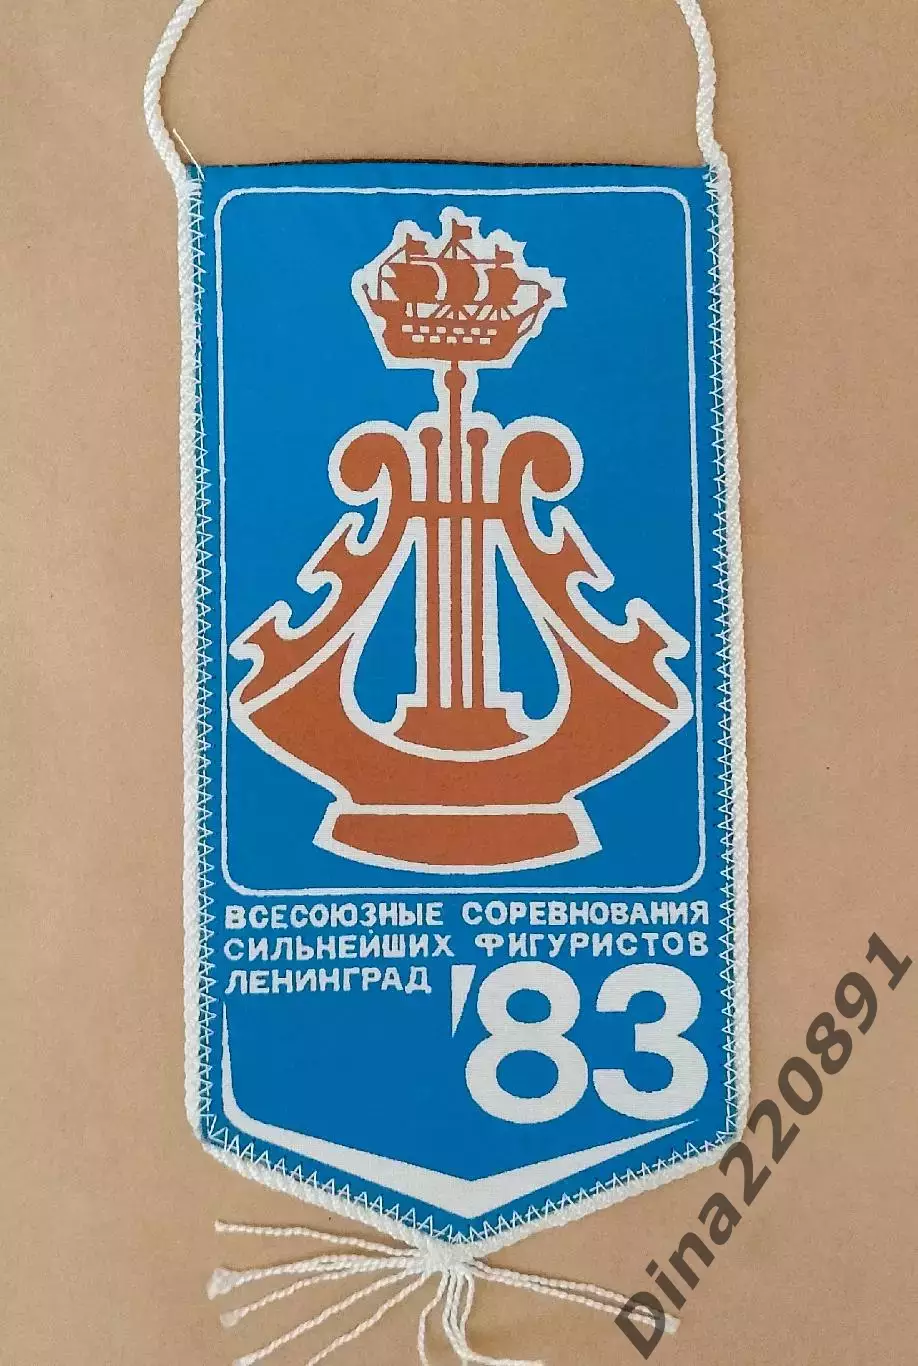 ВСЕСОЮЗНЫЕ СОРЕВНОВАНИЯ
СИЛЬНЕЙШИХ ФИГУРИСТОВ
ЛЕНИНГРАД '83
Dina220891